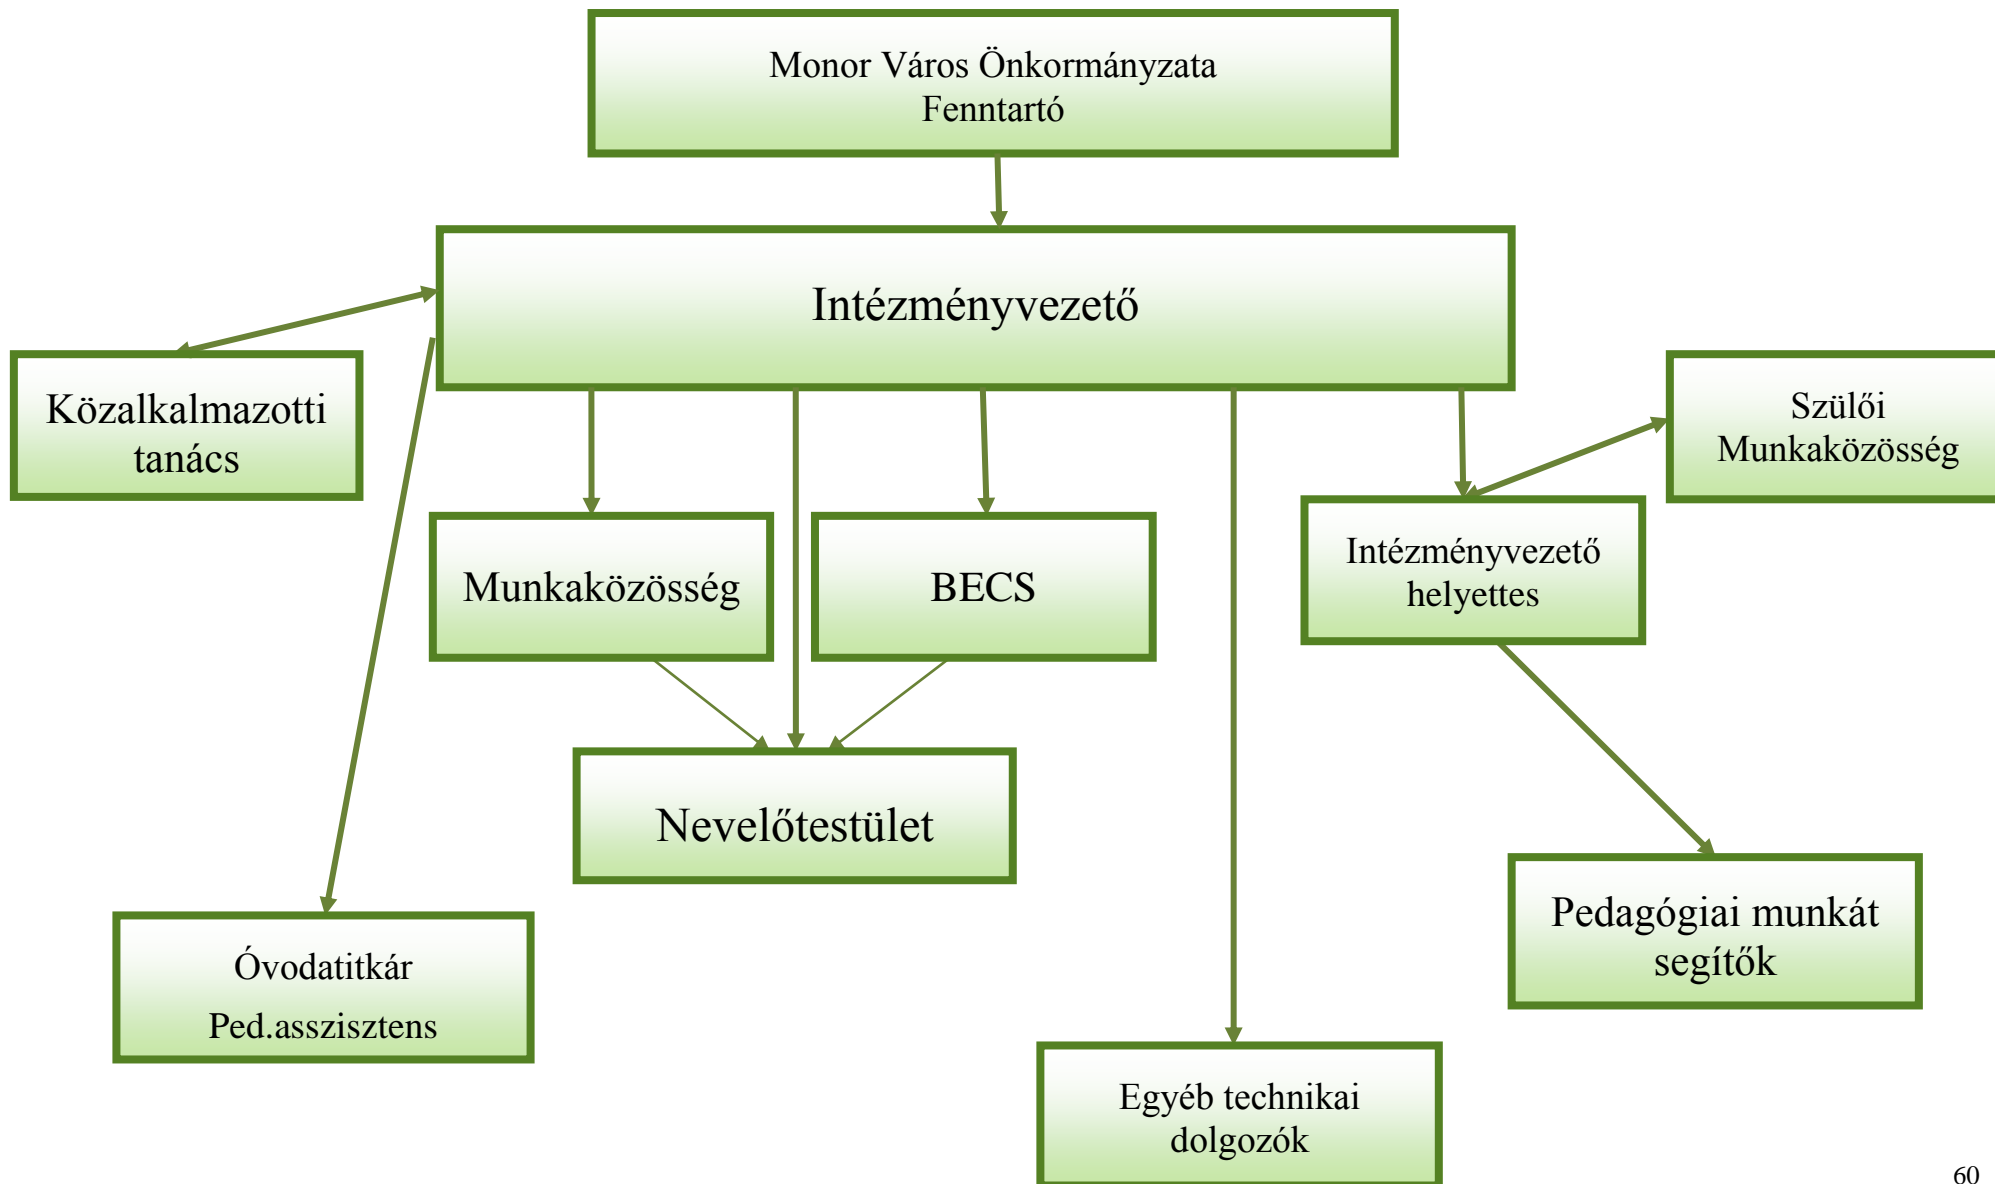 Monor Város Önkormányzata
Fenntartó
Intézményvezető
Közalkalmazotti
tanács
Szülői
Munkaközösség
Munkaközösség
BECS
Intézményvezető
helyettes
Nevelőtestület
Óvodatitkár
Ped.asszisztens
Pedagógiai munkát
segítők
Egyéb technikai
dolgozók
60